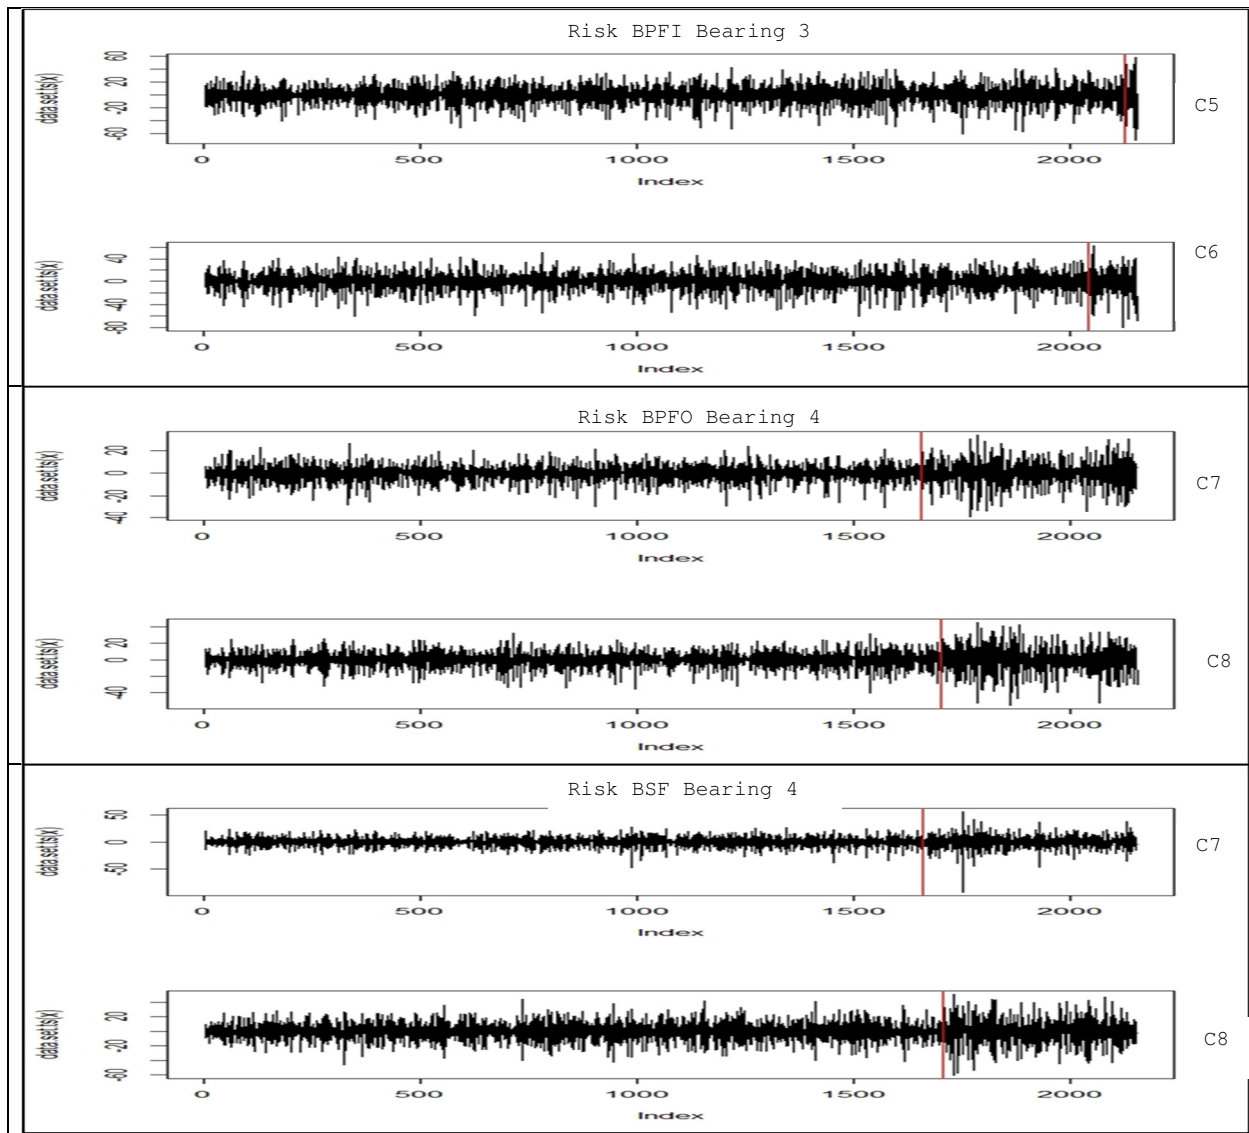 Risk BPFI Bearing 3
60
20
-20
-60
data.set.ts(x)
C5
0 500 1000 1500 2000
Index
40
0
-40
-80
data.set.ts(x)
C6
0 500 1000 1500 2000
Index
Risk BPFO Bearing 4
20
0
-20
-40
data.set.ts(x)
C7
0 500 1000 1500 2000
Index
20
0
-40
data.set.ts(x)
C8
0 500 1000 1500 2000
Index
Risk BSF Bearing 4
50
0
-50
data.set.ts(x)
C7
0 500 1000 1500 2000
Index
20
-20
-60
data.set.ts(x)
C8
0 500 1000 1500 2000
Index